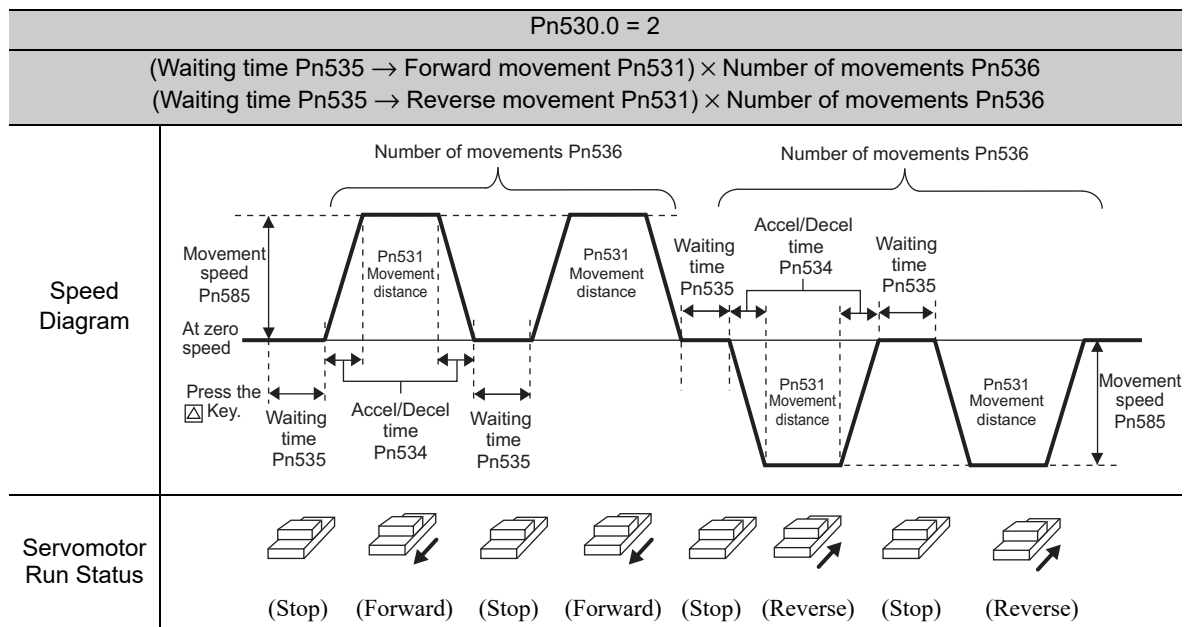 Pn530.0 = 2
(Waiting time Pn535 → Forward movement Pn531) × Number of movements Pn536
(Waiting time Pn535 → Reverse movement Pn531) × Number of movements Pn536
Speed
Diagram
Number of movements Pn536
Number of movements Pn536
Movement
speed
Pn585
At zero
speed
Press the
△ Key.
Pn531
Movement
distance
Pn531
Movement
distance
Waiting
time
Pn535
Accel/Decel
time
Pn534
Waiting
time
Pn535
Waiting
time
Pn535
Accel/Decel
time
Pn534
Waiting
time
Pn535
Pn531
Movement
distance
Pn531
Movement
distance
Movement
speed
Pn585
Servomotor
Run Status
(Stop) (Forward) (Stop) (Forward) (Stop) (Reverse) (Stop) (Reverse)